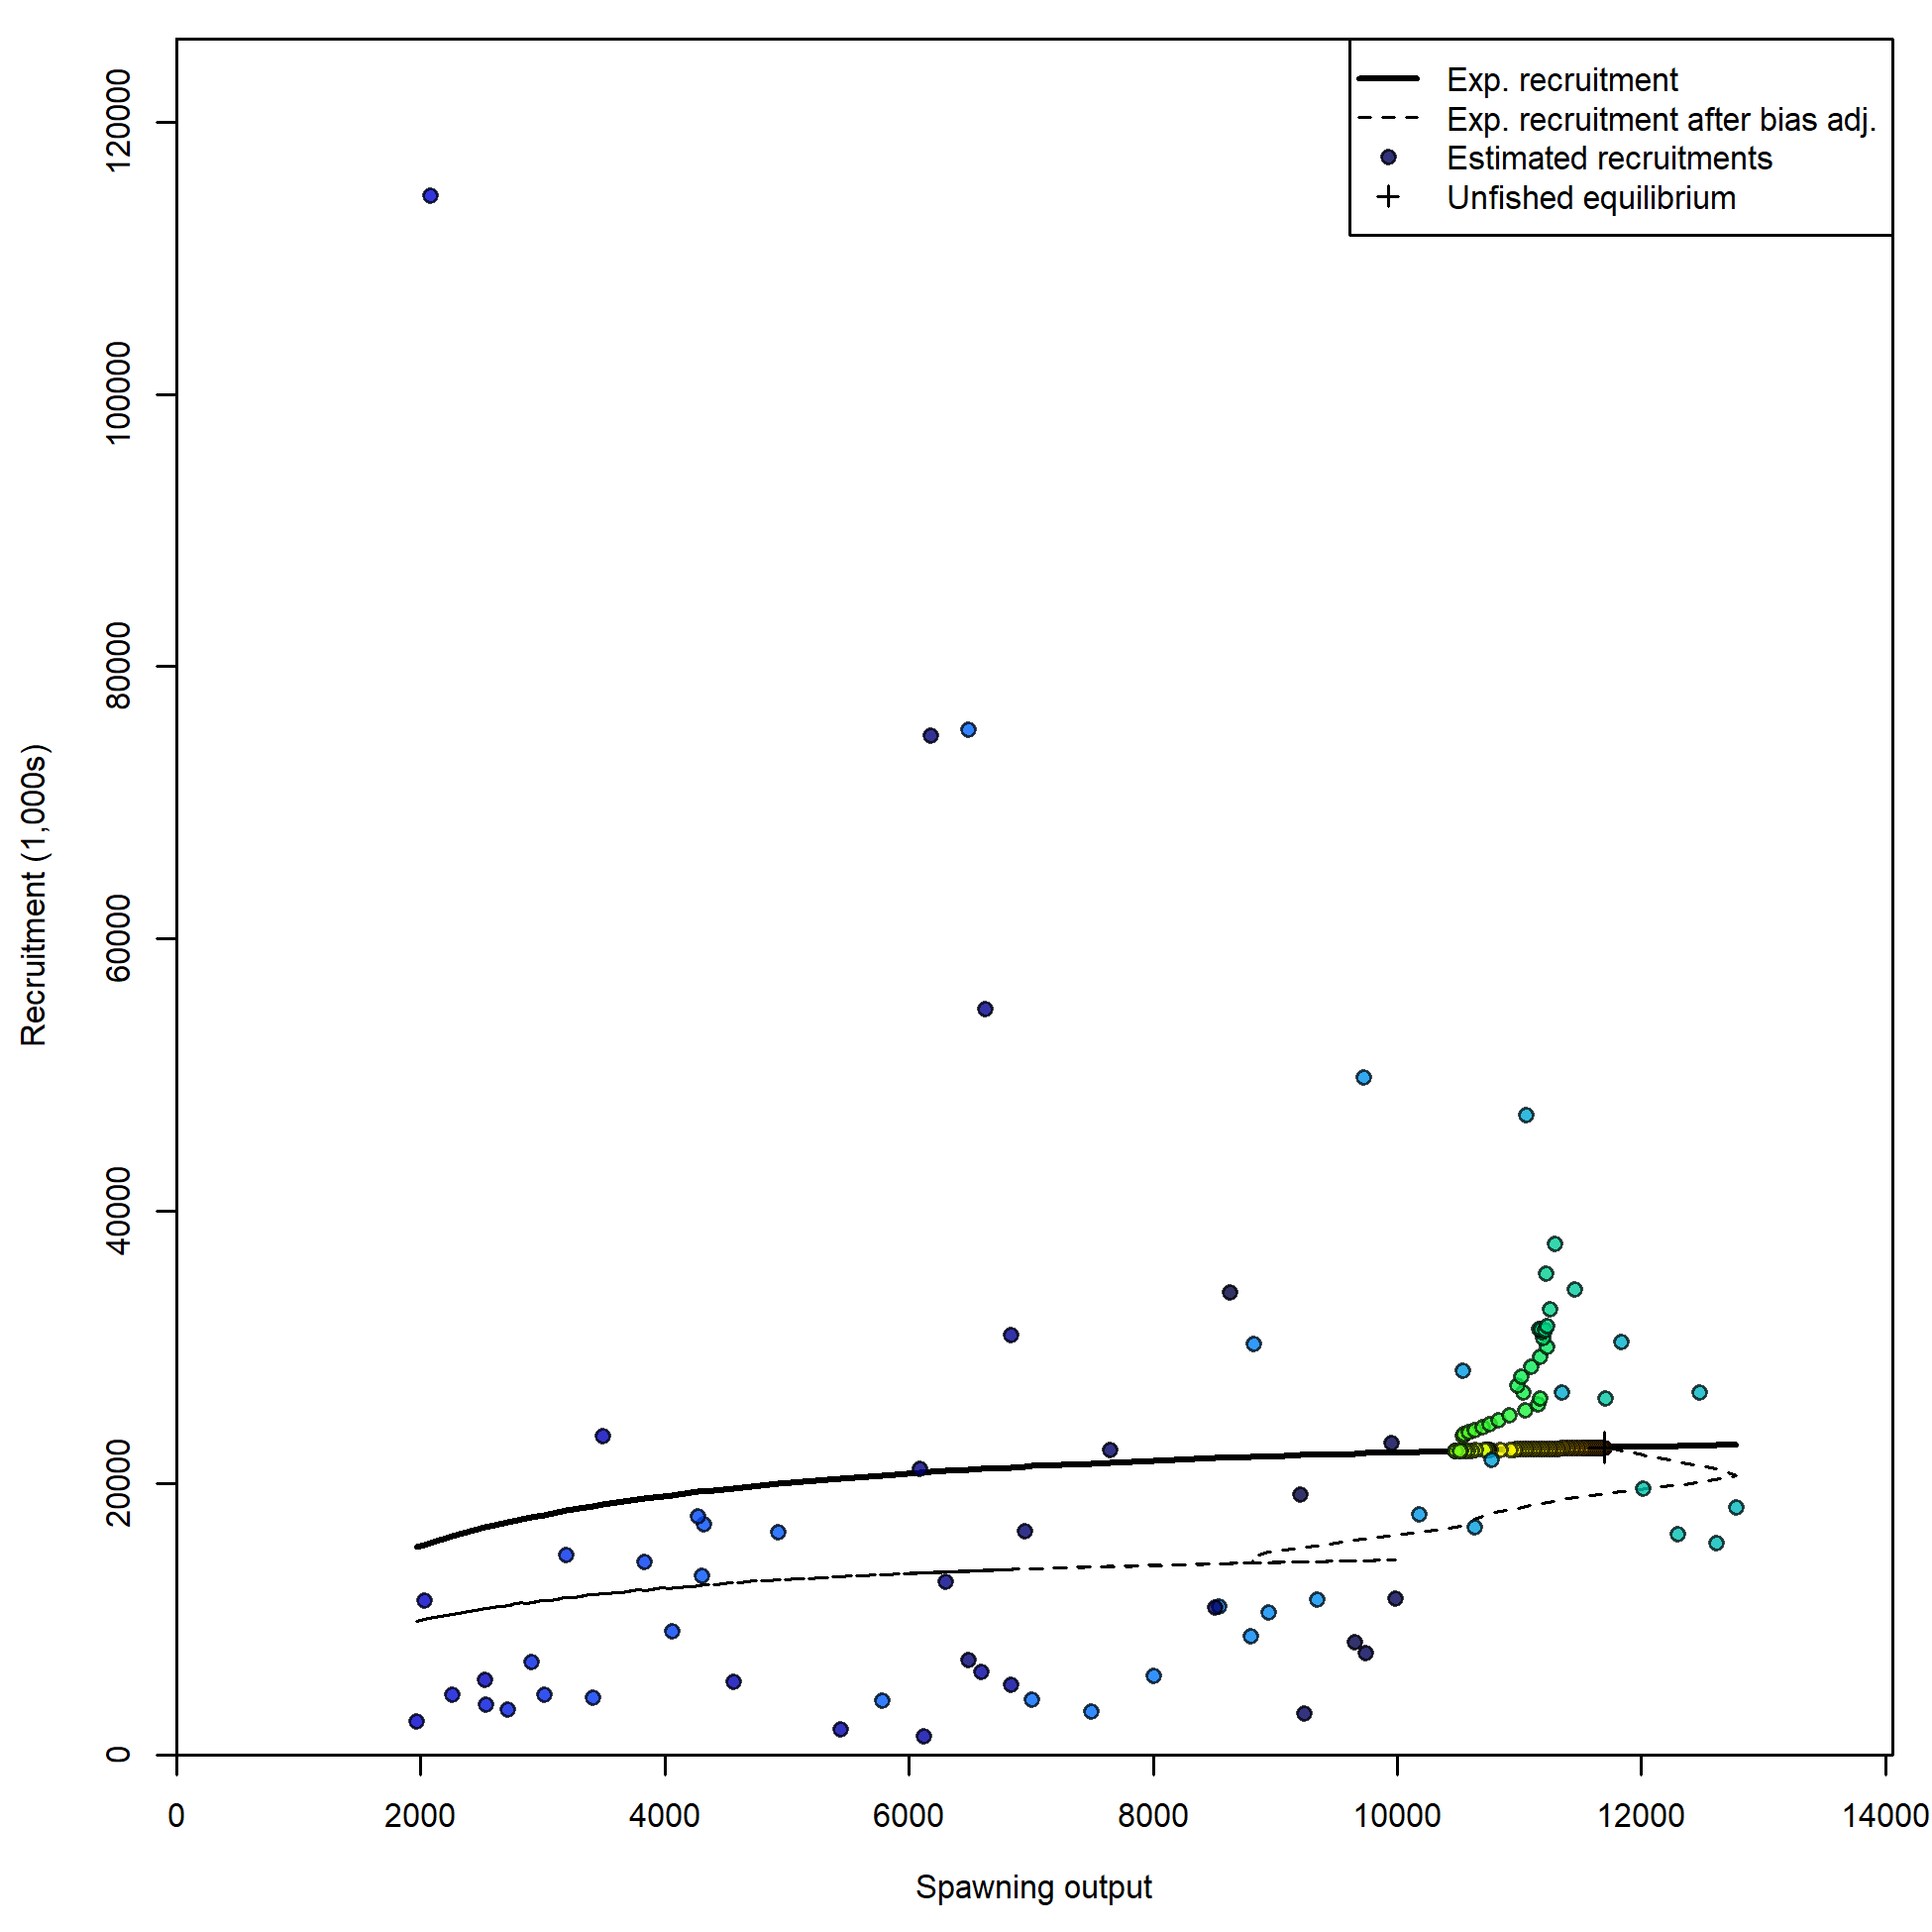 Exp. recruitment
Exp. recruitment after bias adj.
Estimated recruitments
Unfished equilibrium
120000
100000
80000
60000
40000
20000
0
Recruitment (1,000s)
0 2000 4000 6000 8000 10000 12000 14000
Spawning output